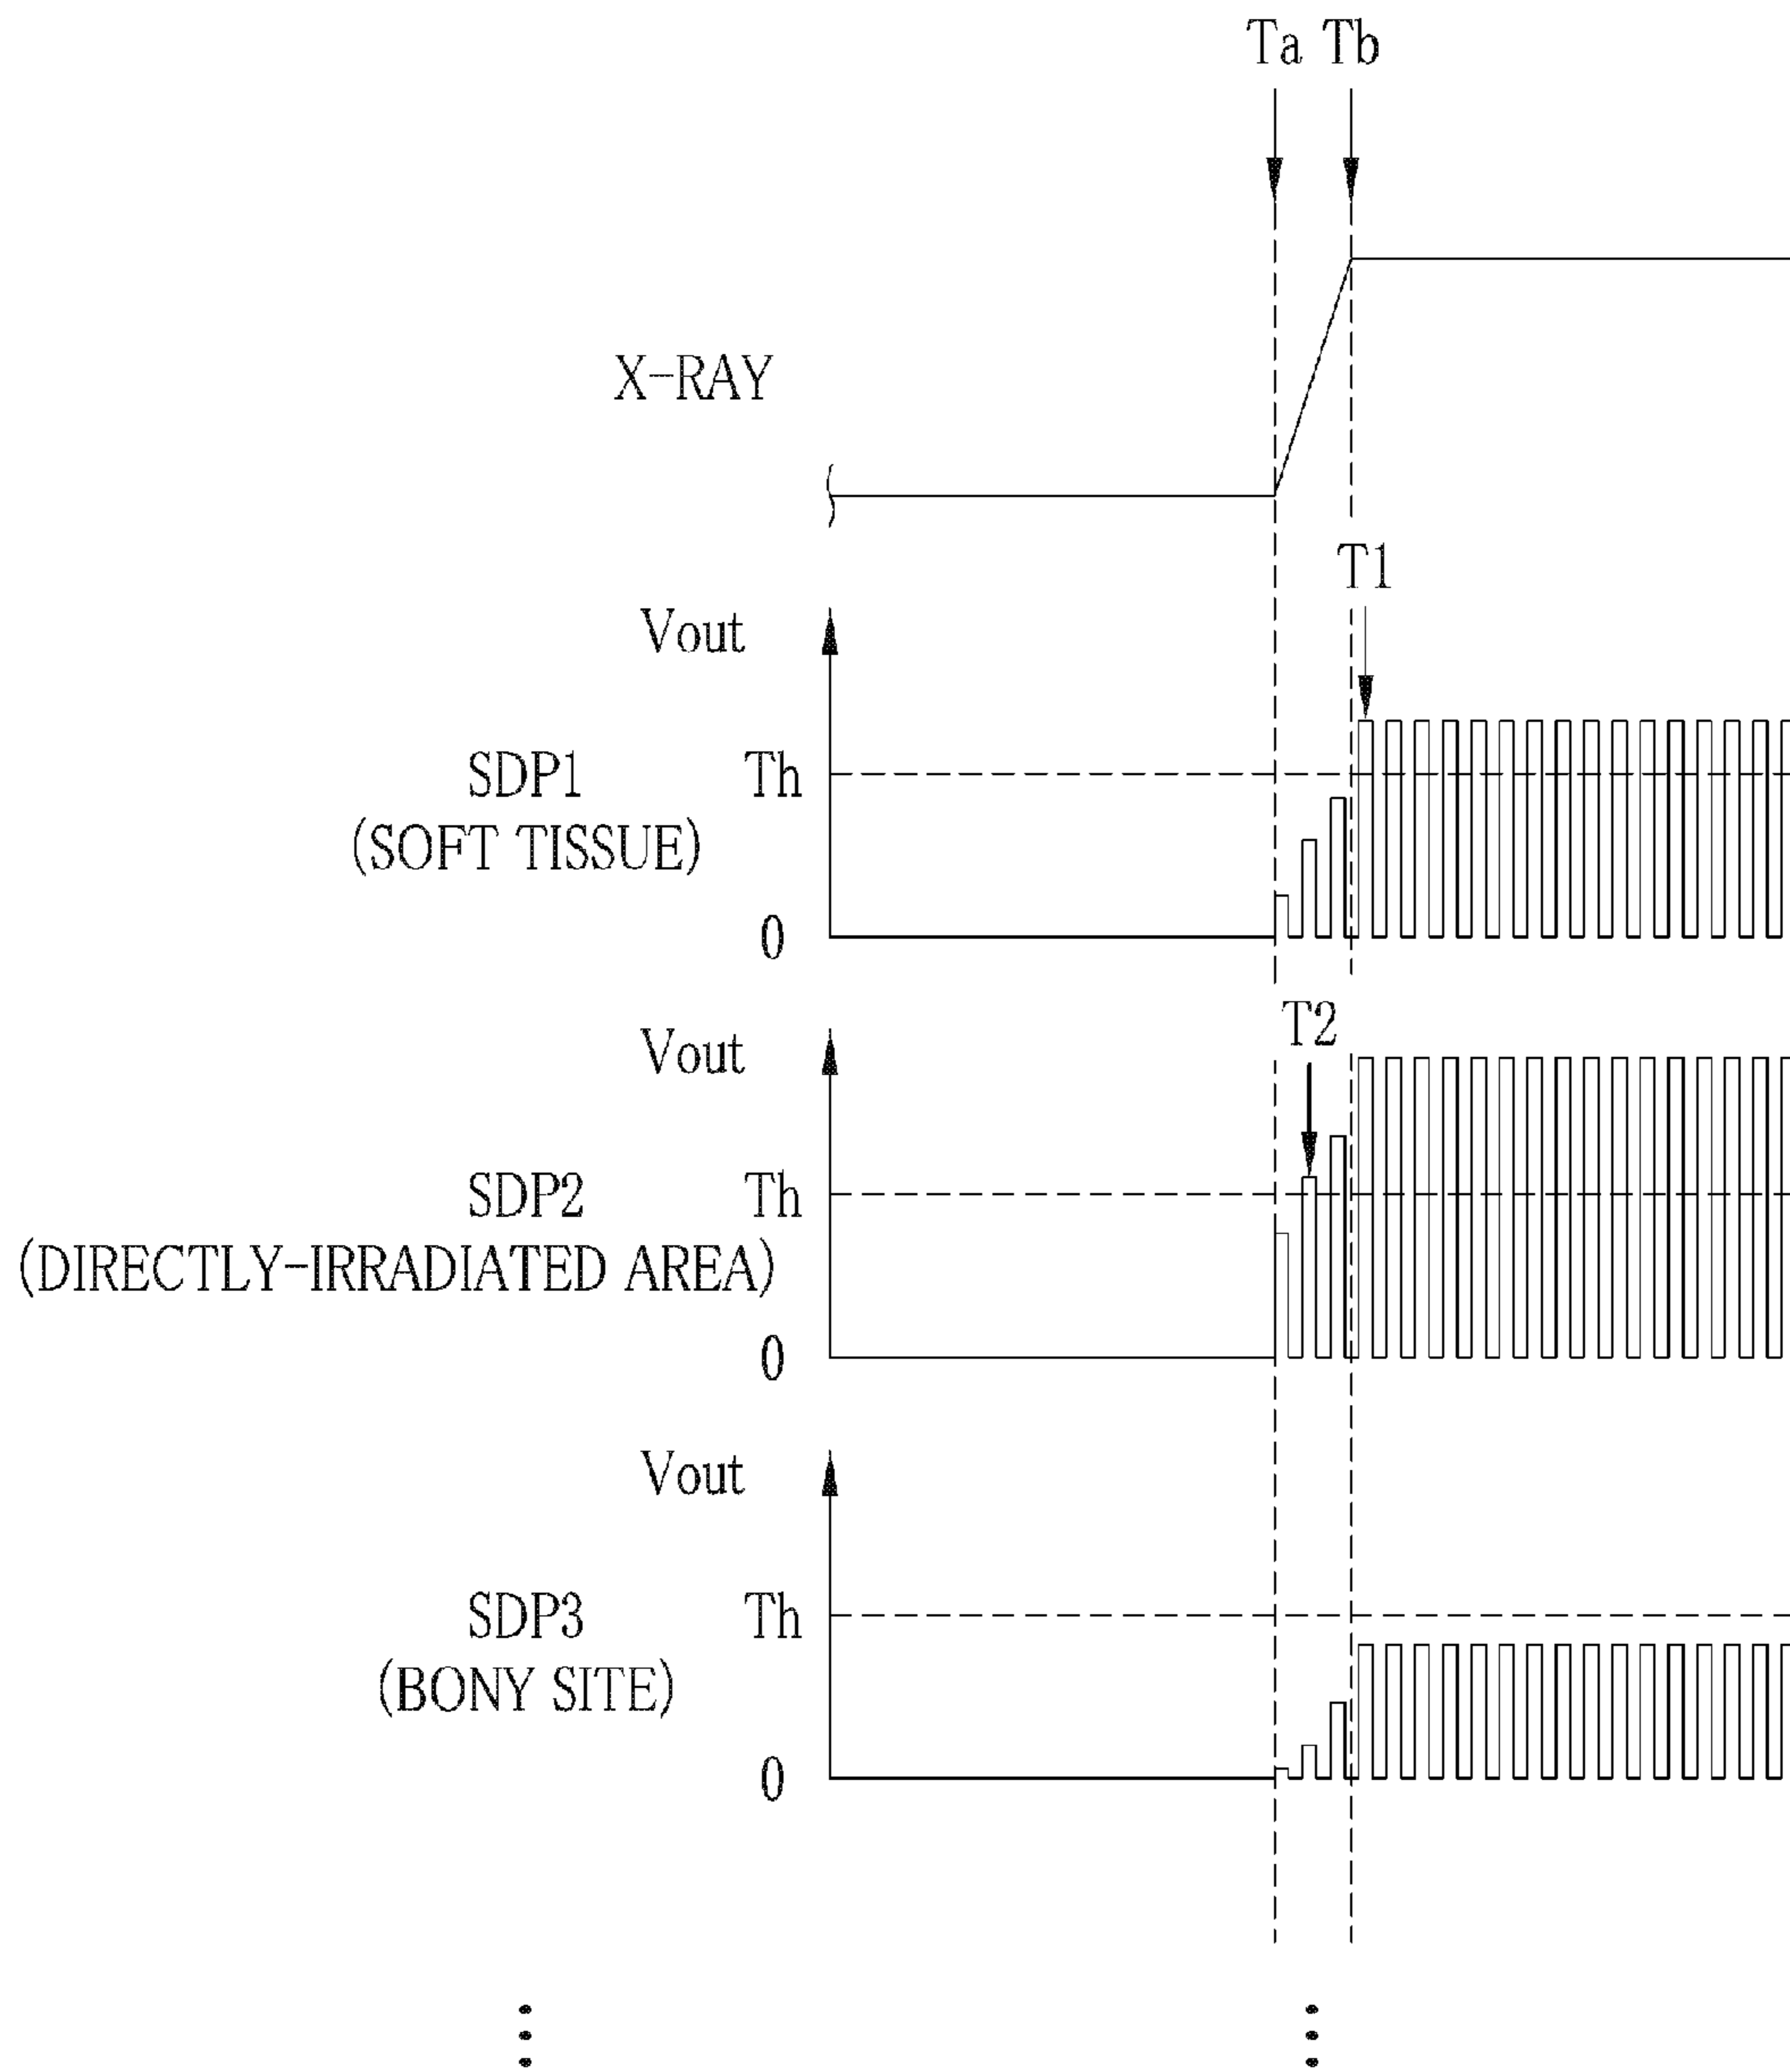 Ta Tb
X-RAY
T1
Vout
SDP1 Th
(SOFT TISSUE)
0
T2
Vout
SDP2 Th
(DIRECTLY-IRRADIATED AREA)
0
Vout
SDP3 Th
(BONY SITE)
0